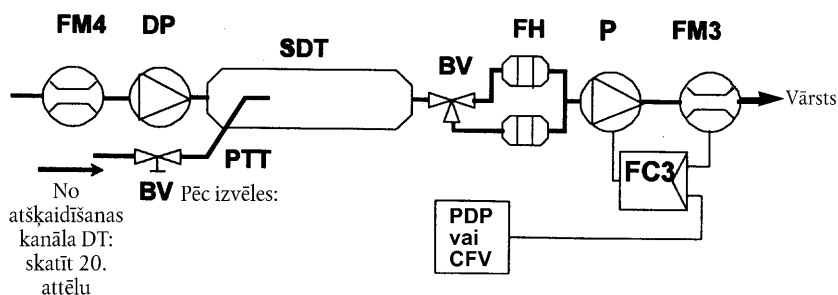 FM4
DP
SDT
BV
FH
P
FM3
Vārsts
PTT
BV Pēc izvēles:
FC3
No
atšķaidīšanas
kanāla DT:
skatīt 20.
attēlu
PDP
vai
CFV